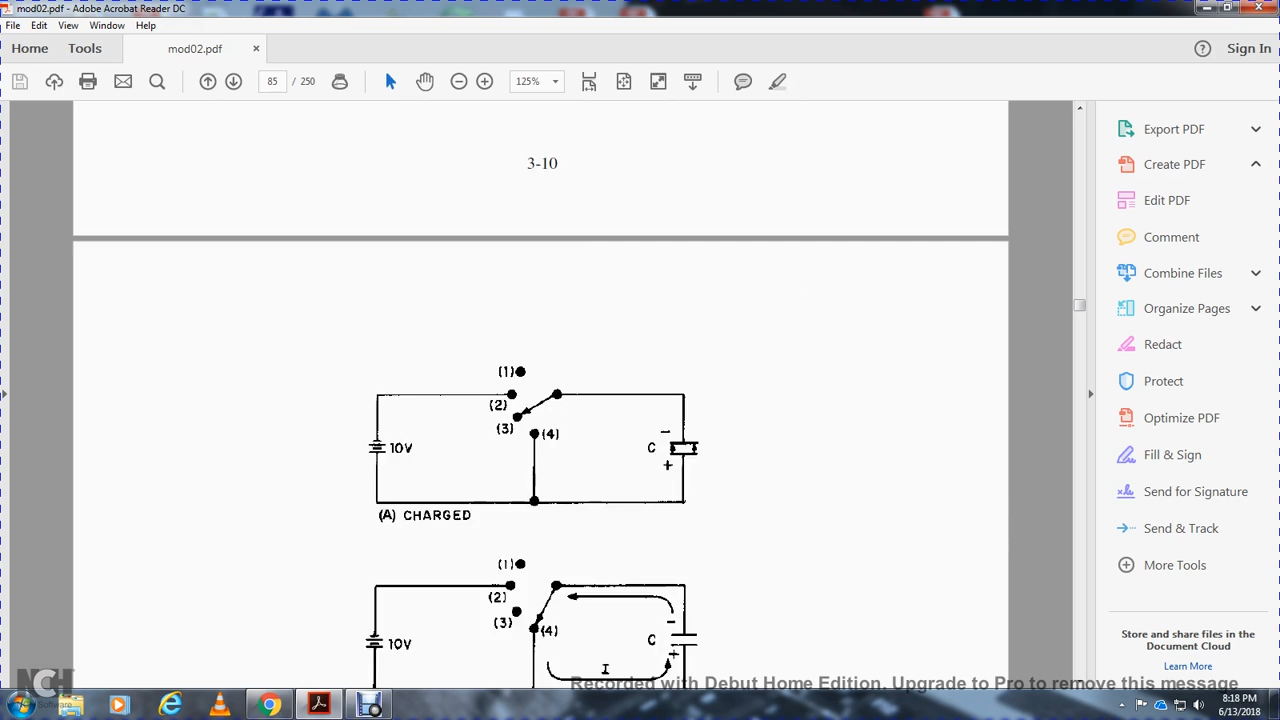 mod02.pdf - Adobe Acrobat Reader DC
File Edit View Window Help
Home Tools mod02.pdf × Sign In
85 / 250 125%
3-10
(1)
(2)
(3)
(4)
10V
C
-
+
(A) CHARGED
(1)
(2)
(3)
(4)
10V
C
-
+
I
Export PDF
Create PDF
Edit PDF
Comment
Combine Files
Organize Pages
Redact
Protect
Optimize PDF
Fill & Sign
Send for Signature
Send & Track
More Tools
Store and share files in the
Document Cloud
Learn More
NCH
Software
Recorded with Debut Home Edition. Upgrade to Pro to remove this message
8:18 PM
6/13/2018